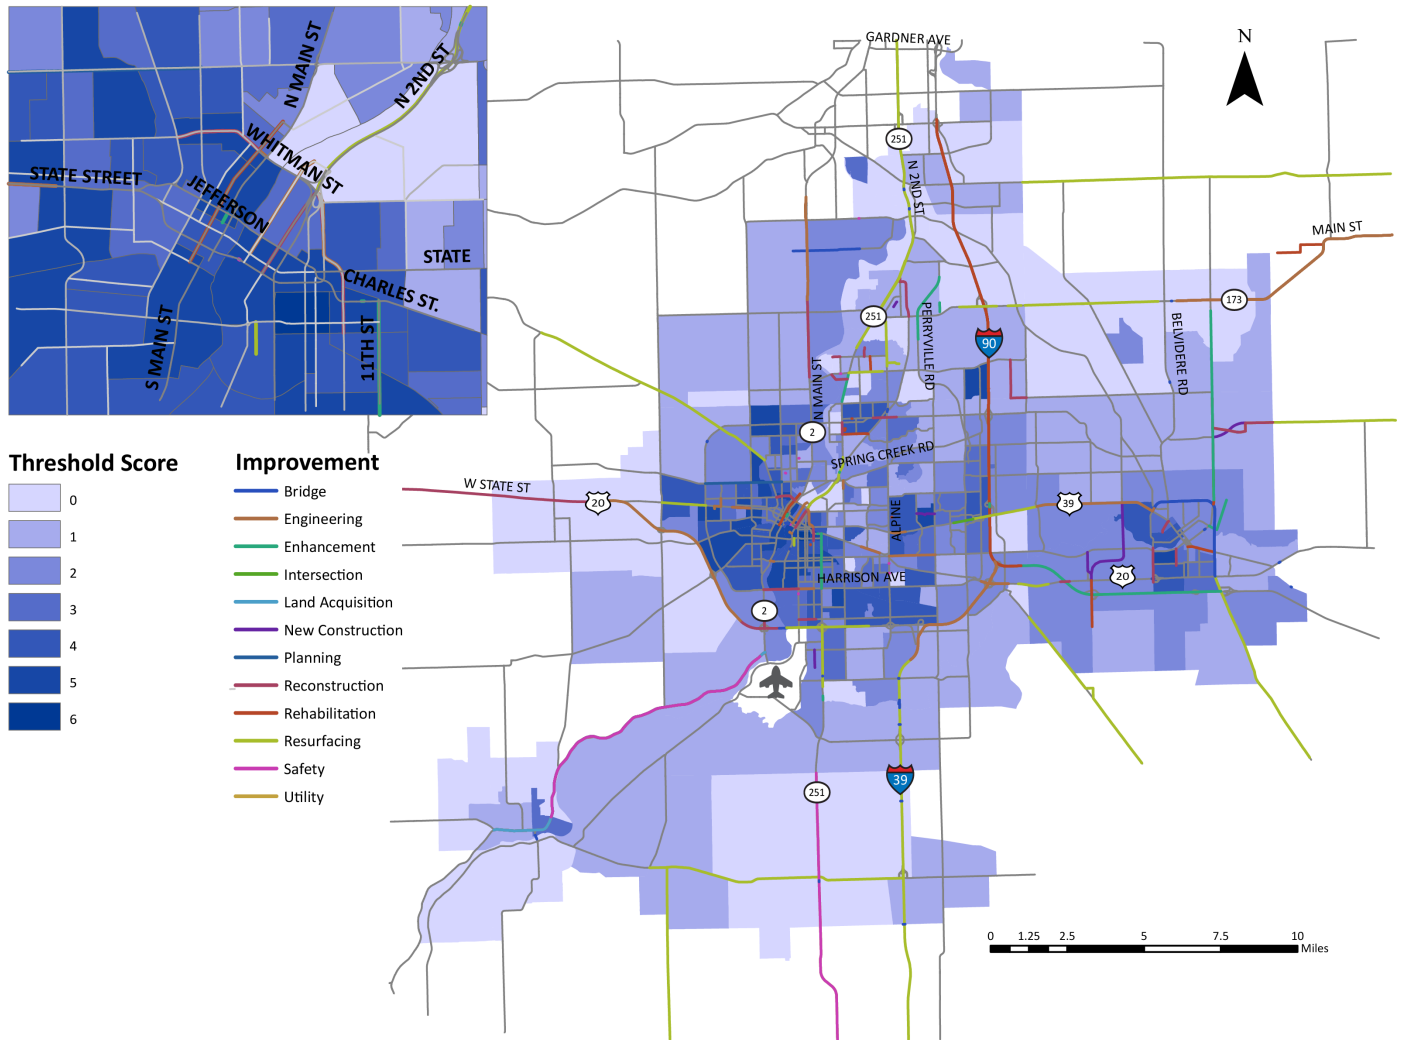 N MAIN ST
N 2ND ST
WHITMAN ST
STATE STREET
JEFFERSON
STATE
CHARLES ST.
S MAIN ST
11TH ST
GARDNER AVE
N
251
N 2ND ST
MAIN ST
173
251
PERRYVILLE RD
90
BELVIDERE RD
N MAIN ST
2
SPRING CREEK RD
W STATE ST
20
39
ALPINE
HARRISON AVE
20
2
39
251
Threshold Score
0
1
2
3
4
5
6
Improvement
Bridge
Engineering
Enhancement
Intersection
Land Acquisition
New Construction
Planning
Reconstruction
Rehabilitation
Resurfacing
Safety
Utility
0 1.25 2.5 5 7.5 10
Miles